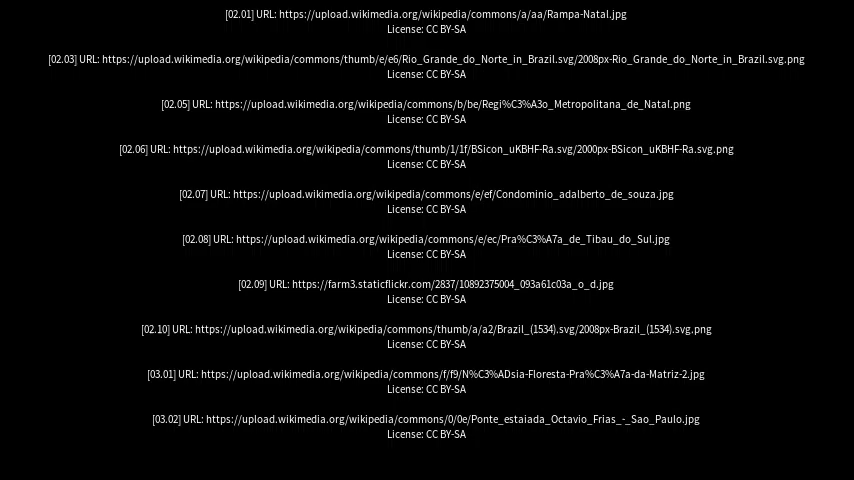 [02.01] URL: https://upload.wikimedia.org/wikipedia/commons/a/aa/Rampa-Natal.jpg
License: CC BY-SA
[02.03] URL: https://upload.wikimedia.org/wikipedia/commons/thumb/e/e6/Rio_Grande_do_Norte_in_Brazil.svg/2008px-Rio_Grande_do_Norte_in_Brazil.svg.png
License: CC BY-SA
[02.05] URL: https://upload.wikimedia.org/wikipedia/commons/b/be/Regi%C3%A3o_Metropolitana_de_Natal.png
License: CC BY-SA
[02.06] URL: https://upload.wikimedia.org/wikipedia/commons/thumb/1/1f/BSicon_uKBHF-Ra.svg/2000px-BSicon_uKBHF-Ra.svg.png
License: CC BY-SA
[02.07] URL: https://upload.wikimedia.org/wikipedia/commons/e/ef/Condominio_adalberto_de_souza.jpg
License: CC BY-SA
[02.08] URL: https://upload.wikimedia.org/wikipedia/commons/e/ec/Pra%C3%A7a_de_Tibau_do_Sul.jpg
License: CC BY-SA
[02.09] URL: https://farm3.staticflickr.com/2837/10892375004_093a61c03a_o_d.jpg
License: CC BY-SA
[02.10] URL: https://upload.wikimedia.org/wikipedia/commons/thumb/a/a2/Brazil_(1534).svg/2008px-Brazil_(1534).svg.png
License: CC BY-SA
[03.01] URL: https://upload.wikimedia.org/wikipedia/commons/f/f9/N%C3%ADsia-Floresta-Pra%C3%A7a-da-Matriz-2.jpg
License: CC BY-SA
[03.02] URL: https://upload.wikimedia.org/wikipedia/commons/0/0e/Ponte_estaiada_Octavio_Frias_-_Sao_Paulo.jpg
License: CC BY-SA